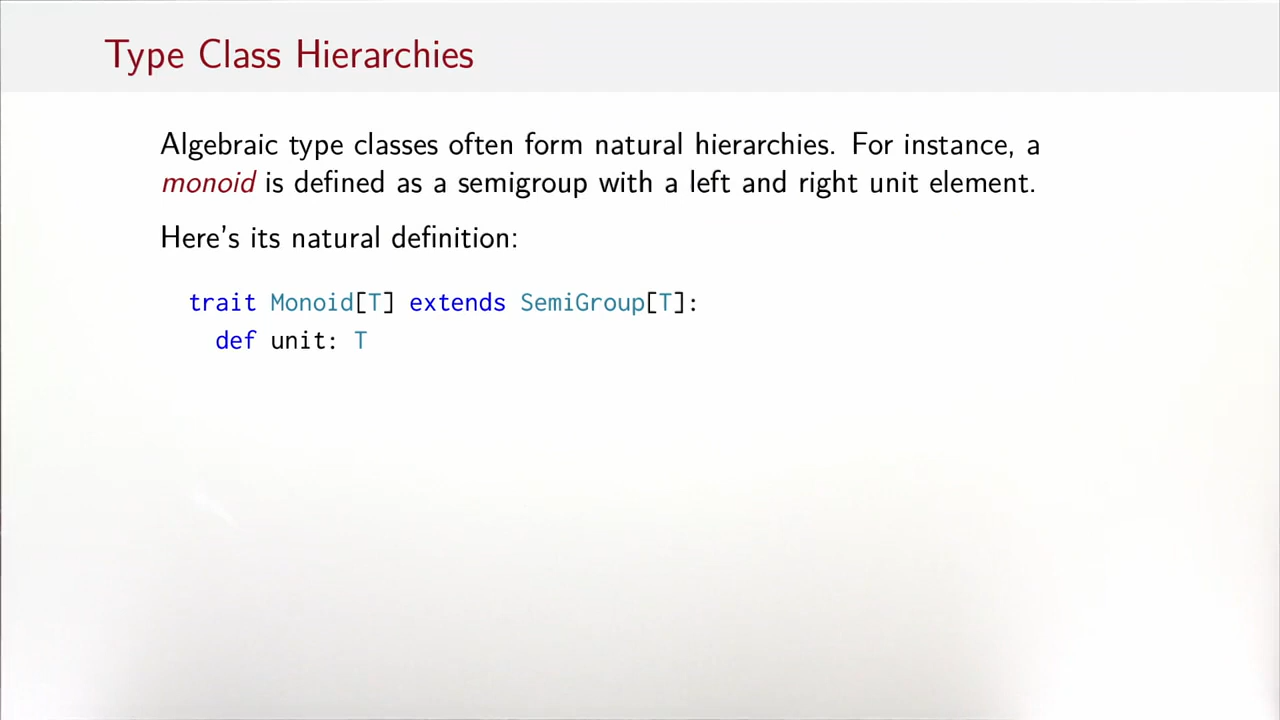 Type Class Hierarchies
Algebraic type classes often form natural hierarchies. For instance, a
monoid is defined as a semigroup with a left and right unit element.
Here's its natural definition:
trait Monoid[T] extends SemiGroup[T]:
  def unit: T